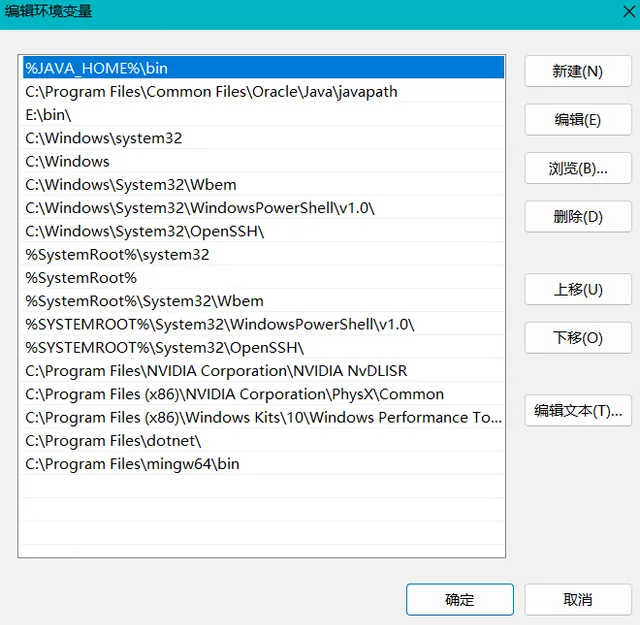 编辑环境变量
%JAVA_HOME%\bin
C:\Program Files\Common Files\Oracle\Java\javapath
E:\bin\
C:\Windows\system32
C:\Windows
C:\Windows\System32\Wbem
C:\Windows\System32\WindowsPowerShell\v1.0\
C:\Windows\System32\OpenSSH\
%SystemRoot%\system32
%SystemRoot%
%SystemRoot%\System32\Wbem
%SYSTEMROOT%\System32\WindowsPowerShell\v1.0\
%SYSTEMROOT%\System32\OpenSSH\
C:\Program Files\NVIDIA Corporation\NVIDIA NvDLISR
C:\Program Files (x86)\NVIDIA Corporation\PhysX\Common
C:\Program Files (x86)\Windows Kits\10\Windows Performance To...
C:\Program Files\dotnet\
C:\Program Files\mingw64\bin
新建(N)
编辑(E)
浏览(B)...
删除(D)
上移(U)
下移(O)
编辑文本(T)...
确定
取消